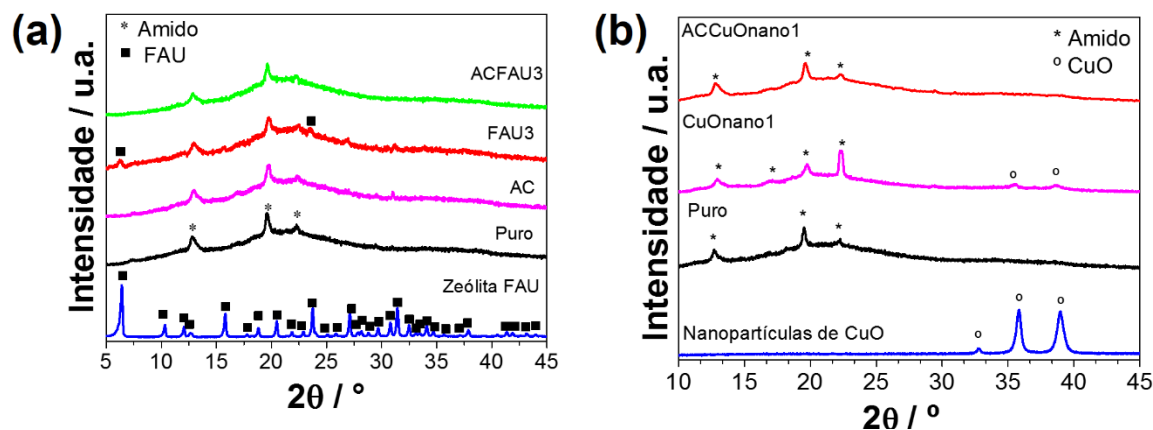 (a)
* Amido
■ FAU
ACFAU3
FAU3
AC
Puro
Zeólita FAU
Intensidade / u.a.
5 10 15 20 25 30 35 40 45
2θ / °
(b)
ACCuOnano1
* Amido
o CuO
CuOnano1
Puro
Nanopartículas de CuO
Intensidade / u.a.
10 15 20 25 30 35 40 45
2θ / º